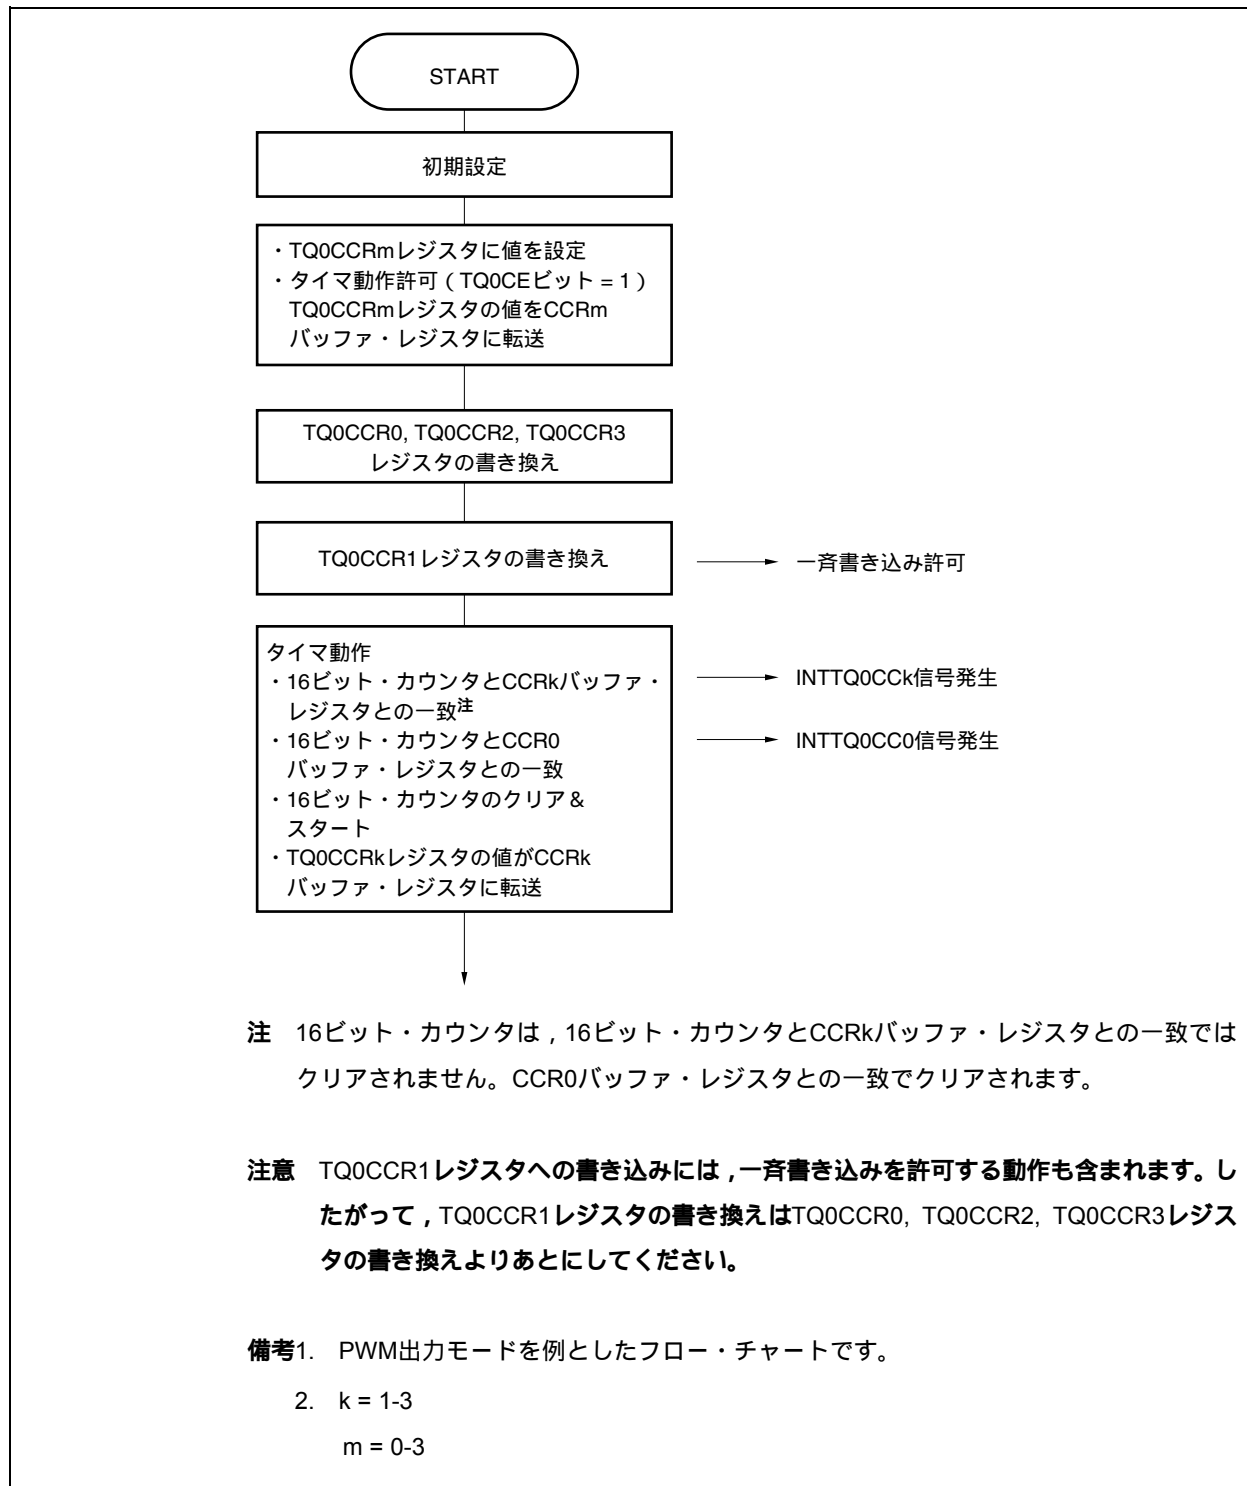 START
初期設定
・TQ0CCRmレジスタに値を設定
・タイマ動作許可（TQ0CEビット = 1）
TQ0CCRmレジスタの値をCCRm
バッファ・レジスタに転送
TQ0CCR0, TQ0CCR2, TQ0CCR3
レジスタの書き換え
TQ0CCR1レジスタの書き換え
一斉書き込み許可
タイマ動作
・16ビット・カウンタとCCRkバッファ・
レジスタとの一致注
・16ビット・カウンタとCCR0
バッファ・レジスタとの一致
・16ビット・カウンタのクリア＆
スタート
・TQ0CCRkレジスタの値がCCRk
バッファ・レジスタに転送
INTTQ0CCk信号発生
INTTQ0CC0信号発生
注 16ビット・カウンタは，16ビット・カウンタとCCRkバッファ・レジスタとの一致では
クリアされません。CCR0バッファ・レジスタとの一致でクリアされます。
注意 TQ0CCR1レジスタへの書き込みには，一斉書き込みを許可する動作も含まれます。し
たがって，TQ0CCR1レジスタの書き換えはTQ0CCR0, TQ0CCR2, TQ0CCR3レジス
タの書き換えよりあとにしてください。
備考1. PWM出力モードを例としたフロー・チャートです。
2. k = 1-3
m = 0-3